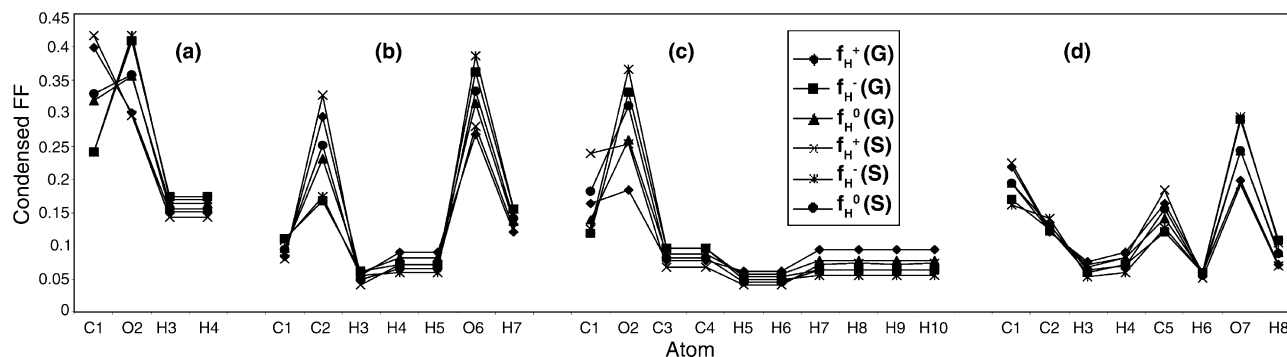 0.45
0.4
0.35
0.3
0.25
0.2
0.15
0.1
0.05
0
Condensed FF
(a)
(b)
(c)
(d)
f_H^+ (G)
f_H^- (G)
f_H^0 (G)
f_H^+ (S)
f_H^- (S)
f_H^0 (S)
C1 O2 H3 H4 C1 C2 H3 H4 H5 O6 H7 C1 O2 C3 C4 H5 H6 H7 H8 H9 H10 C1 C2 H3 H4 C5 H6 O7 H8
Atom